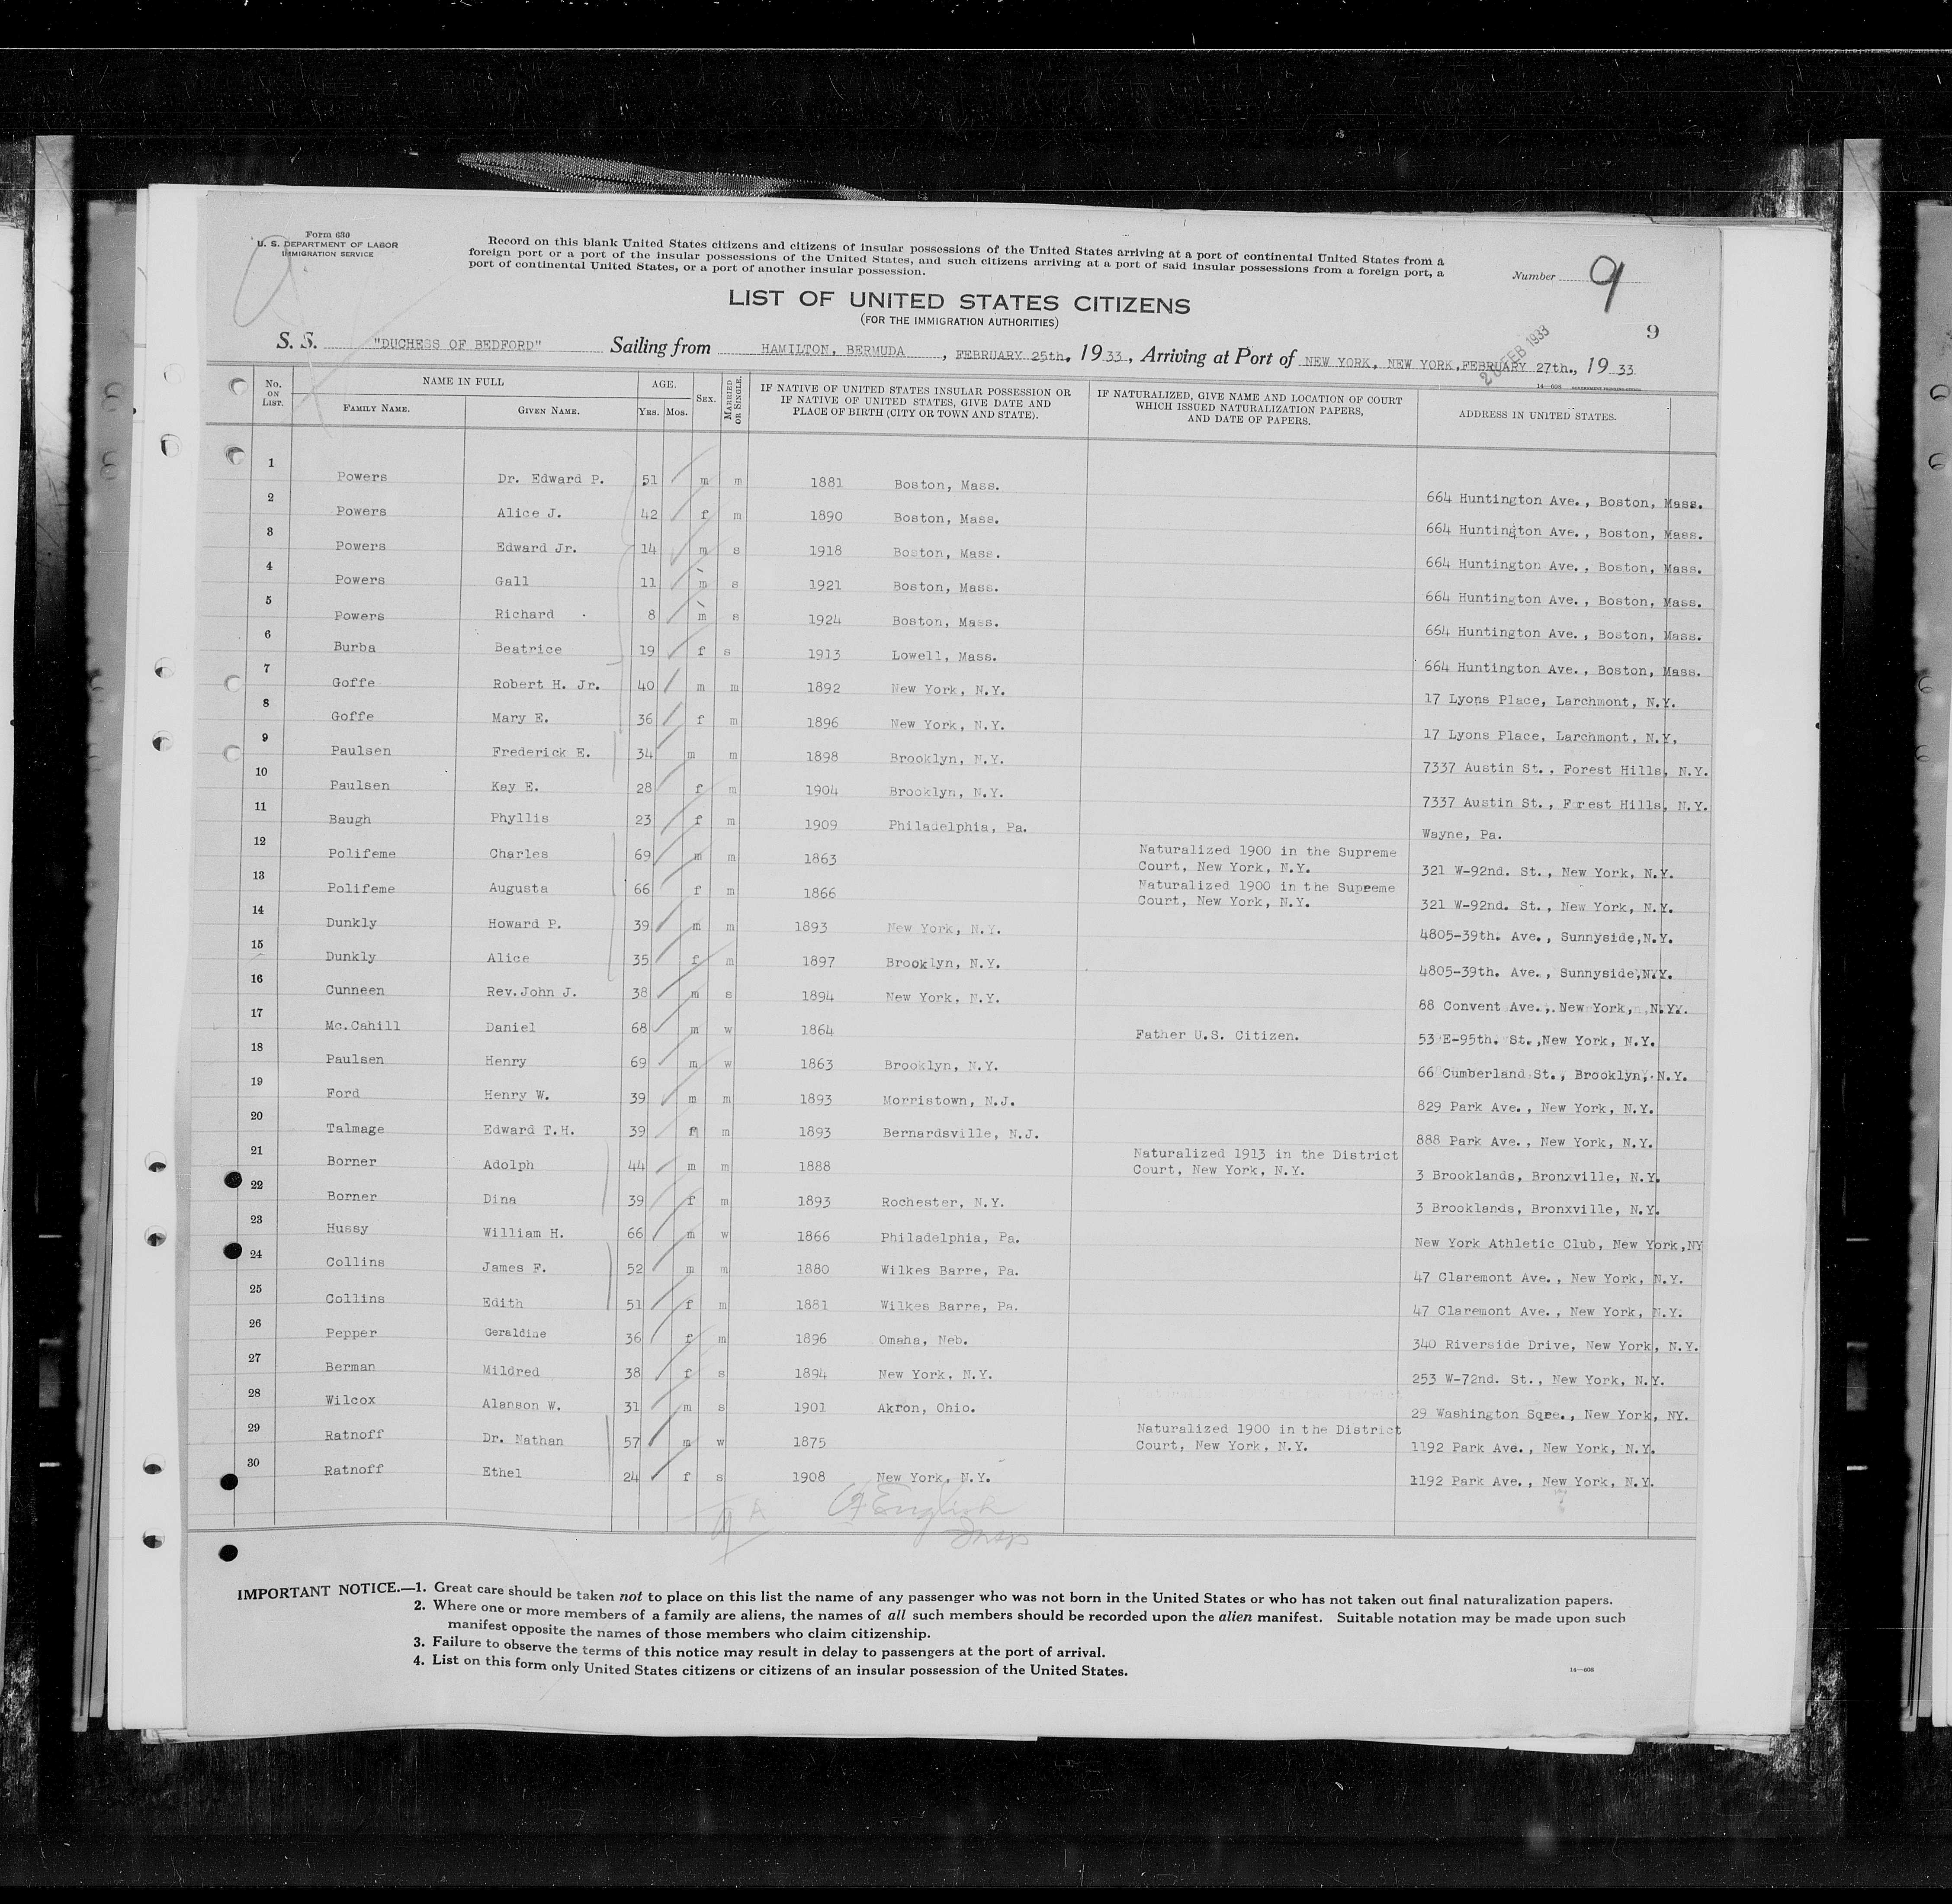 Form 630
U. S. DEPARTMENT OF LABOR
IMMIGRATION SERVICE
Record on this blank United States citizens and citizens of insular possessions of the United States arriving at a port of continental United States from a
foreign port or a port of the insular possessions of the United States, and such citizens arriving at a port of said insular possessions from a foreign port, a
port of continental United States, or a port of another insular possession.
Number 9
LIST OF UNITED STATES CITIZENS
(FOR THE IMMIGRATION AUTHORITIES)
9
S. S. "DUCHESS OF BEDFORD" Sailing from HAMILTON, BERMUDA, FEBRUARY 25th, 1933, Arriving at Port of NEW YORK, NEW YORK, FEBRUARY 27th., 1933
FEB 1933
14—608 GOVERNMENT PRINTING OFFICE
No. ON LIST. NAME IN FULL FAMILY NAME. GIVEN NAME. AGE. YRS. MOS. SEX. MARRIED OR SINGLE. IF NATIVE OF UNITED STATES INSULAR POSSESSION OR IF NATIVE OF UNITED STATES, GIVE DATE AND PLACE OF BIRTH (CITY OR TOWN AND STATE). IF NATURALIZED, GIVE NAME AND LOCATION OF COURT WHICH ISSUED NATURALIZATION PAPERS, AND DATE OF PAPERS. ADDRESS IN UNITED STATES.
1 Powers Dr. Edward P. 51 m m 1881 Boston, Mass. 664 Huntington Ave., Boston, Mass.
2 Powers Alice J. 42 f m 1890 Boston, Mass. 664 Huntington Ave., Boston, Mass.
3 Powers Edward Jr. 14 m s 1918 Boston, Mass. 664 Huntington Ave., Boston, Mass.
4 Powers Gall 11 m s 1921 Boston, Mass. 664 Huntington Ave., Boston, Mass.
5 Powers Richard 8 m s 1924 Boston, Mass. 664 Huntington Ave., Boston, Mass.
6 Burba Beatrice 19 f s 1913 Lowell, Mass. 664 Huntington Ave., Boston, Mass.
7 Goffe Robert H. Jr. 40 m m 1892 New York, N.Y. 17 Lyons Place, Larchmont, N.Y.
8 Goffe Mary E. 36 f m 1896 New York, N.Y. 17 Lyons Place, Larchmont, N.Y,
9 Paulsen Frederick E. 34 m m 1898 Brooklyn, N.Y. 7337 Austin St., Forest Hills, N.Y.
10 Paulsen Kay E. 28 f m 1904 Brooklyn, N.Y. 7337 Austin St., Forest Hills, N.Y.
11 Baugh Phyllis 23 f m 1909 Philadelphia, Pa. Wayne, Pa.
12 Polifeme Charles 69 m m 1863 Naturalized 1900 in the Supreme Court, New York, N.Y. 321 W-92nd. St., New York, N.Y.
13 Polifeme Augusta 66 f m 1866 Naturalized 1900 in the Supreme Court, New York, N.Y. 321 W-92nd. St., New York, N.Y.
14 Dunkly Howard P. 39 m m 1893 New York, N.Y. 4805-39th. Ave., Sunnyside,N.Y.
15 Dunkly Alice 35 f m 1897 Brooklyn, N.Y. 4805-39th. Ave., Sunnyside,N.Y.
16 Cunneen Rev.John J. 38 m s 1894 New York, N.Y. 88 Convent Ave., New York, N.Y.
17 Mc.Cahill Daniel 68 m w 1864 Father U.S. Citizen. 53 E-95th. St.,New York, N.Y.
18 Paulsen Henry 69 m w 1863 Brooklyn, N.Y. 66 Cumberland St., Brooklyn, N.Y.
19 Ford Henry W. 39 m m 1893 Morristown, N.J. 829 Park Ave., New York, N.Y.
20 Talmage Edward T.H. 39 m 1893 Bernardsville, N.J. 888 Park Ave., New York, N.Y.
21 Borner Adolph 44 m m 1888 Naturalized 1913 in the District Court, New York, N.Y. 3 Brooklands, Bronxville, N.Y.
22 Borner Dina 39 f m 1893 Rochester, N.Y. 3 Brooklands, Bronxville, N.Y.
23 Hussy William H. 66 m w 1866 Philadelphia, Pa. New York Athletic Club, New York,NY
24 Collins James F. 52 m m 1880 Wilkes Barre, Pa. 47 Claremont Ave., New York, N.Y.
25 Collins Edith 51 f m 1881 Wilkes Barre, Pa. 47 Claremont Ave., New York, N.Y.
26 Pepper Geraldine 36 f m 1896 Omaha, Neb. 340 Riverside Drive, New York, N.Y.
27 Berman Mildred 38 f s 1894 New York, N.Y. 253 W-72nd. St., New York, N.Y.
28 Wilcox Alanson W. 31 m s 1901 Akron, Ohio. 29 Washington Sqre., New York, NY.
29 Ratnoff Dr. Nathan 57 m w 1875 Naturalized 1900 in the District Court, New York, N.Y. 1192 Park Ave., New York, N.Y.
30 Ratnoff Ethel 24 f s 1908 New York, N.Y. 1192 Park Ave., New York, N.Y.
English
Insp
IMPORTANT NOTICE.—1. Great care should be taken not to place on this list the name of any passenger who was not born in the United States or who has not taken out final naturalization papers.
2. Where one or more members of a family are aliens, the names of all such members should be recorded upon the alien manifest. Suitable notation may be made upon such
manifest opposite the names of those members who claim citizenship.
3. Failure to observe the terms of this notice may result in delay to passengers at the port of arrival.
4. List on this form only United States citizens or citizens of an insular possession of the United States.
14—608